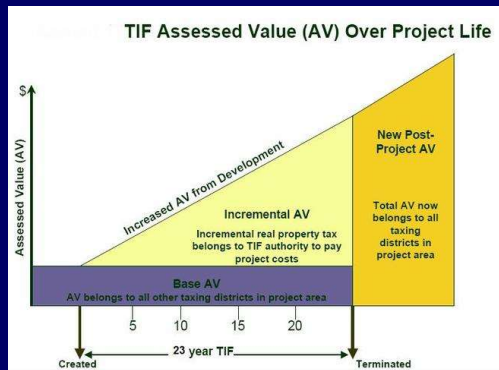 TIF Assessed Value (AV) Over Project Life
$
Assessed Value (AV)
Increased AV from Development
New Post-
Project AV
Incremental AV
Incremental real property tax
belongs to TIF authority to pay
project costs
Total AV now
belongs to all
taxing
districts in
project area
Base AV
AV belongs to all other taxing districts in project area
5 10 15 20
23 year TIF
Created
Terminated